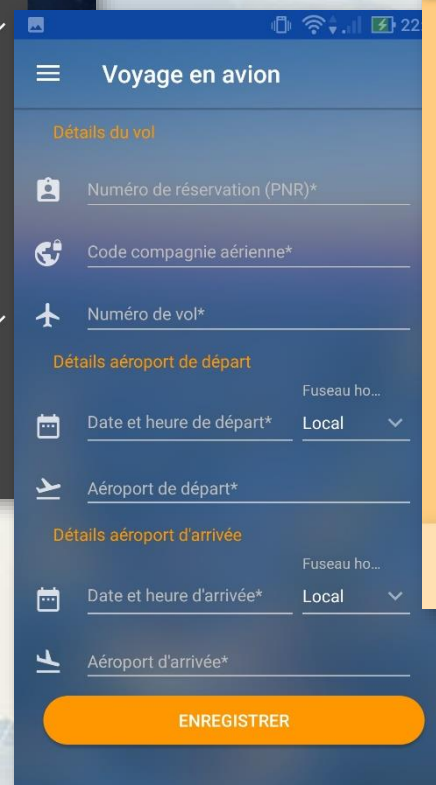 22:
Voyage en avion
Détails du vol
Numéro de réservation (PNR)*
Code compagnie aérienne*
Numéro de vol*
Détails aéroport de départ
Fuseau ho...
Date et heure de départ* Local
Aéroport de départ*
Détails aéroport d'arrivée
Fuseau ho...
Date et heure d'arrivée* Local
Aéroport d'arrivée*
ENREGISTRER